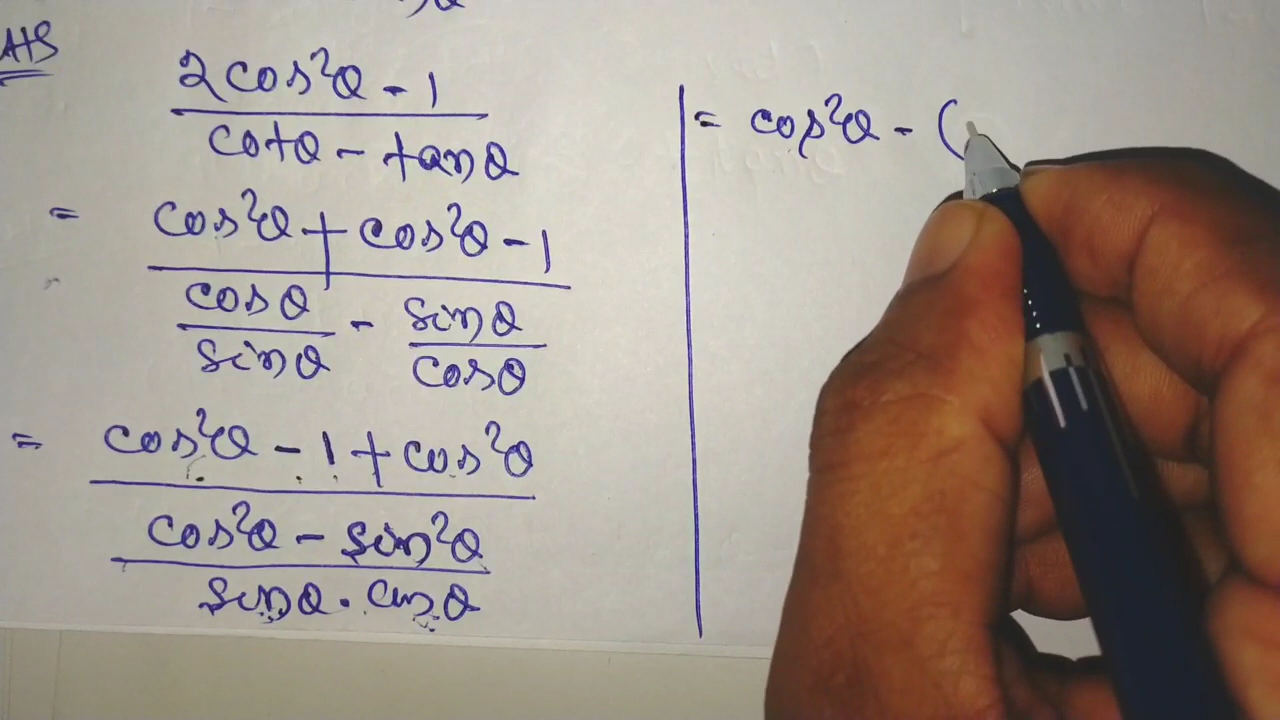 AHS
2cos²θ - 1
cotθ - tanθ
= cos²θ + cos²θ - 1
cosθ - sinθ
sinθ cosθ
= cos²θ - 1 + cos²θ
cos²θ - sin²θ
sinθ . cosθ
= cos²θ - (